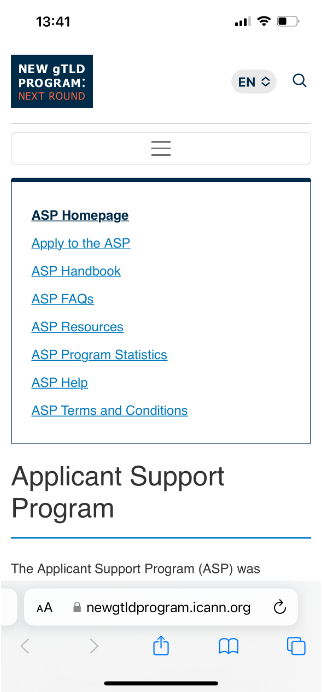 13:41
NEW gTLD
PROGRAM:
NEXT ROUND
EN
ASP Homepage
Apply to the ASP
ASP Handbook
ASP FAQs
ASP Resources
ASP Program Statistics
ASP Help
ASP Terms and Conditions
Applicant Support
Program
The Applicant Support Program (ASP) was
AA newgtldprogram.icann.org